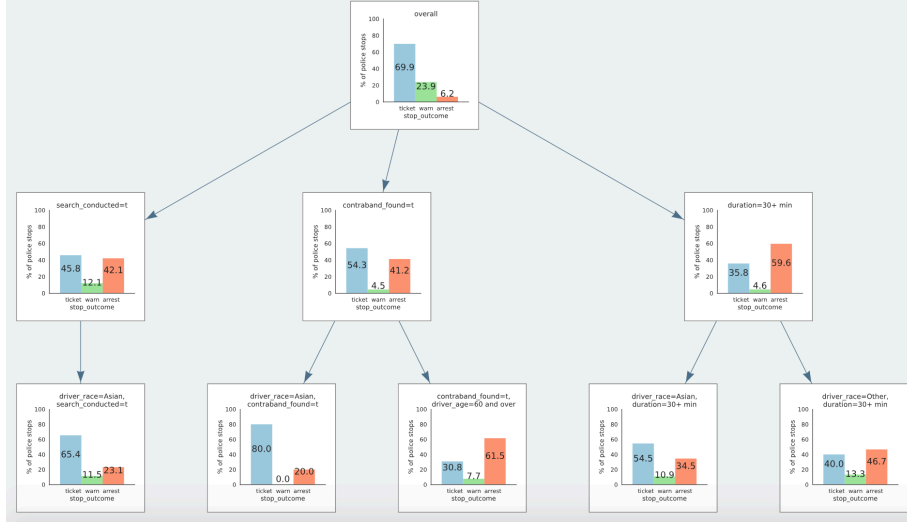 overall
% of police stops
100
80
60
40
20
0
69.9
23.9
6.2
ticket warn arrest
stop_outcome
search_conducted=t
% of police stops
100
80
60
40
20
0
45.8
12.1
42.1
ticket warn arrest
stop_outcome
contraband_found=t
% of police stops
100
80
60
40
20
0
54.3
4.5
41.2
ticket warn arrest
stop_outcome
duration=30+ min
% of police stops
100
80
60
40
20
0
35.8
4.6
59.6
ticket warn arrest
stop_outcome
driver_race=Asian,
search_conducted=t
% of police stops
100
80
60
40
20
0
65.4
11.5
23.1
ticket warn arrest
stop_outcome
driver_race=Asian,
contraband_found=t
% of police stops
100
80
60
40
20
0
80.0
0.0
20.0
ticket warn arrest
stop_outcome
contraband_found=t,
driver_age=60 and over
% of police stops
100
80
60
40
20
0
30.8
7.7
61.5
ticket warn arrest
stop_outcome
driver_race=Asian,
duration=30+ min
% of police stops
100
80
60
40
20
0
54.5
10.9
34.5
ticket warn arrest
stop_outcome
driver_race=Other,
duration=30+ min
% of police stops
100
80
60
40
20
0
40.0
13.3
46.7
ticket warn arrest
stop_outcome